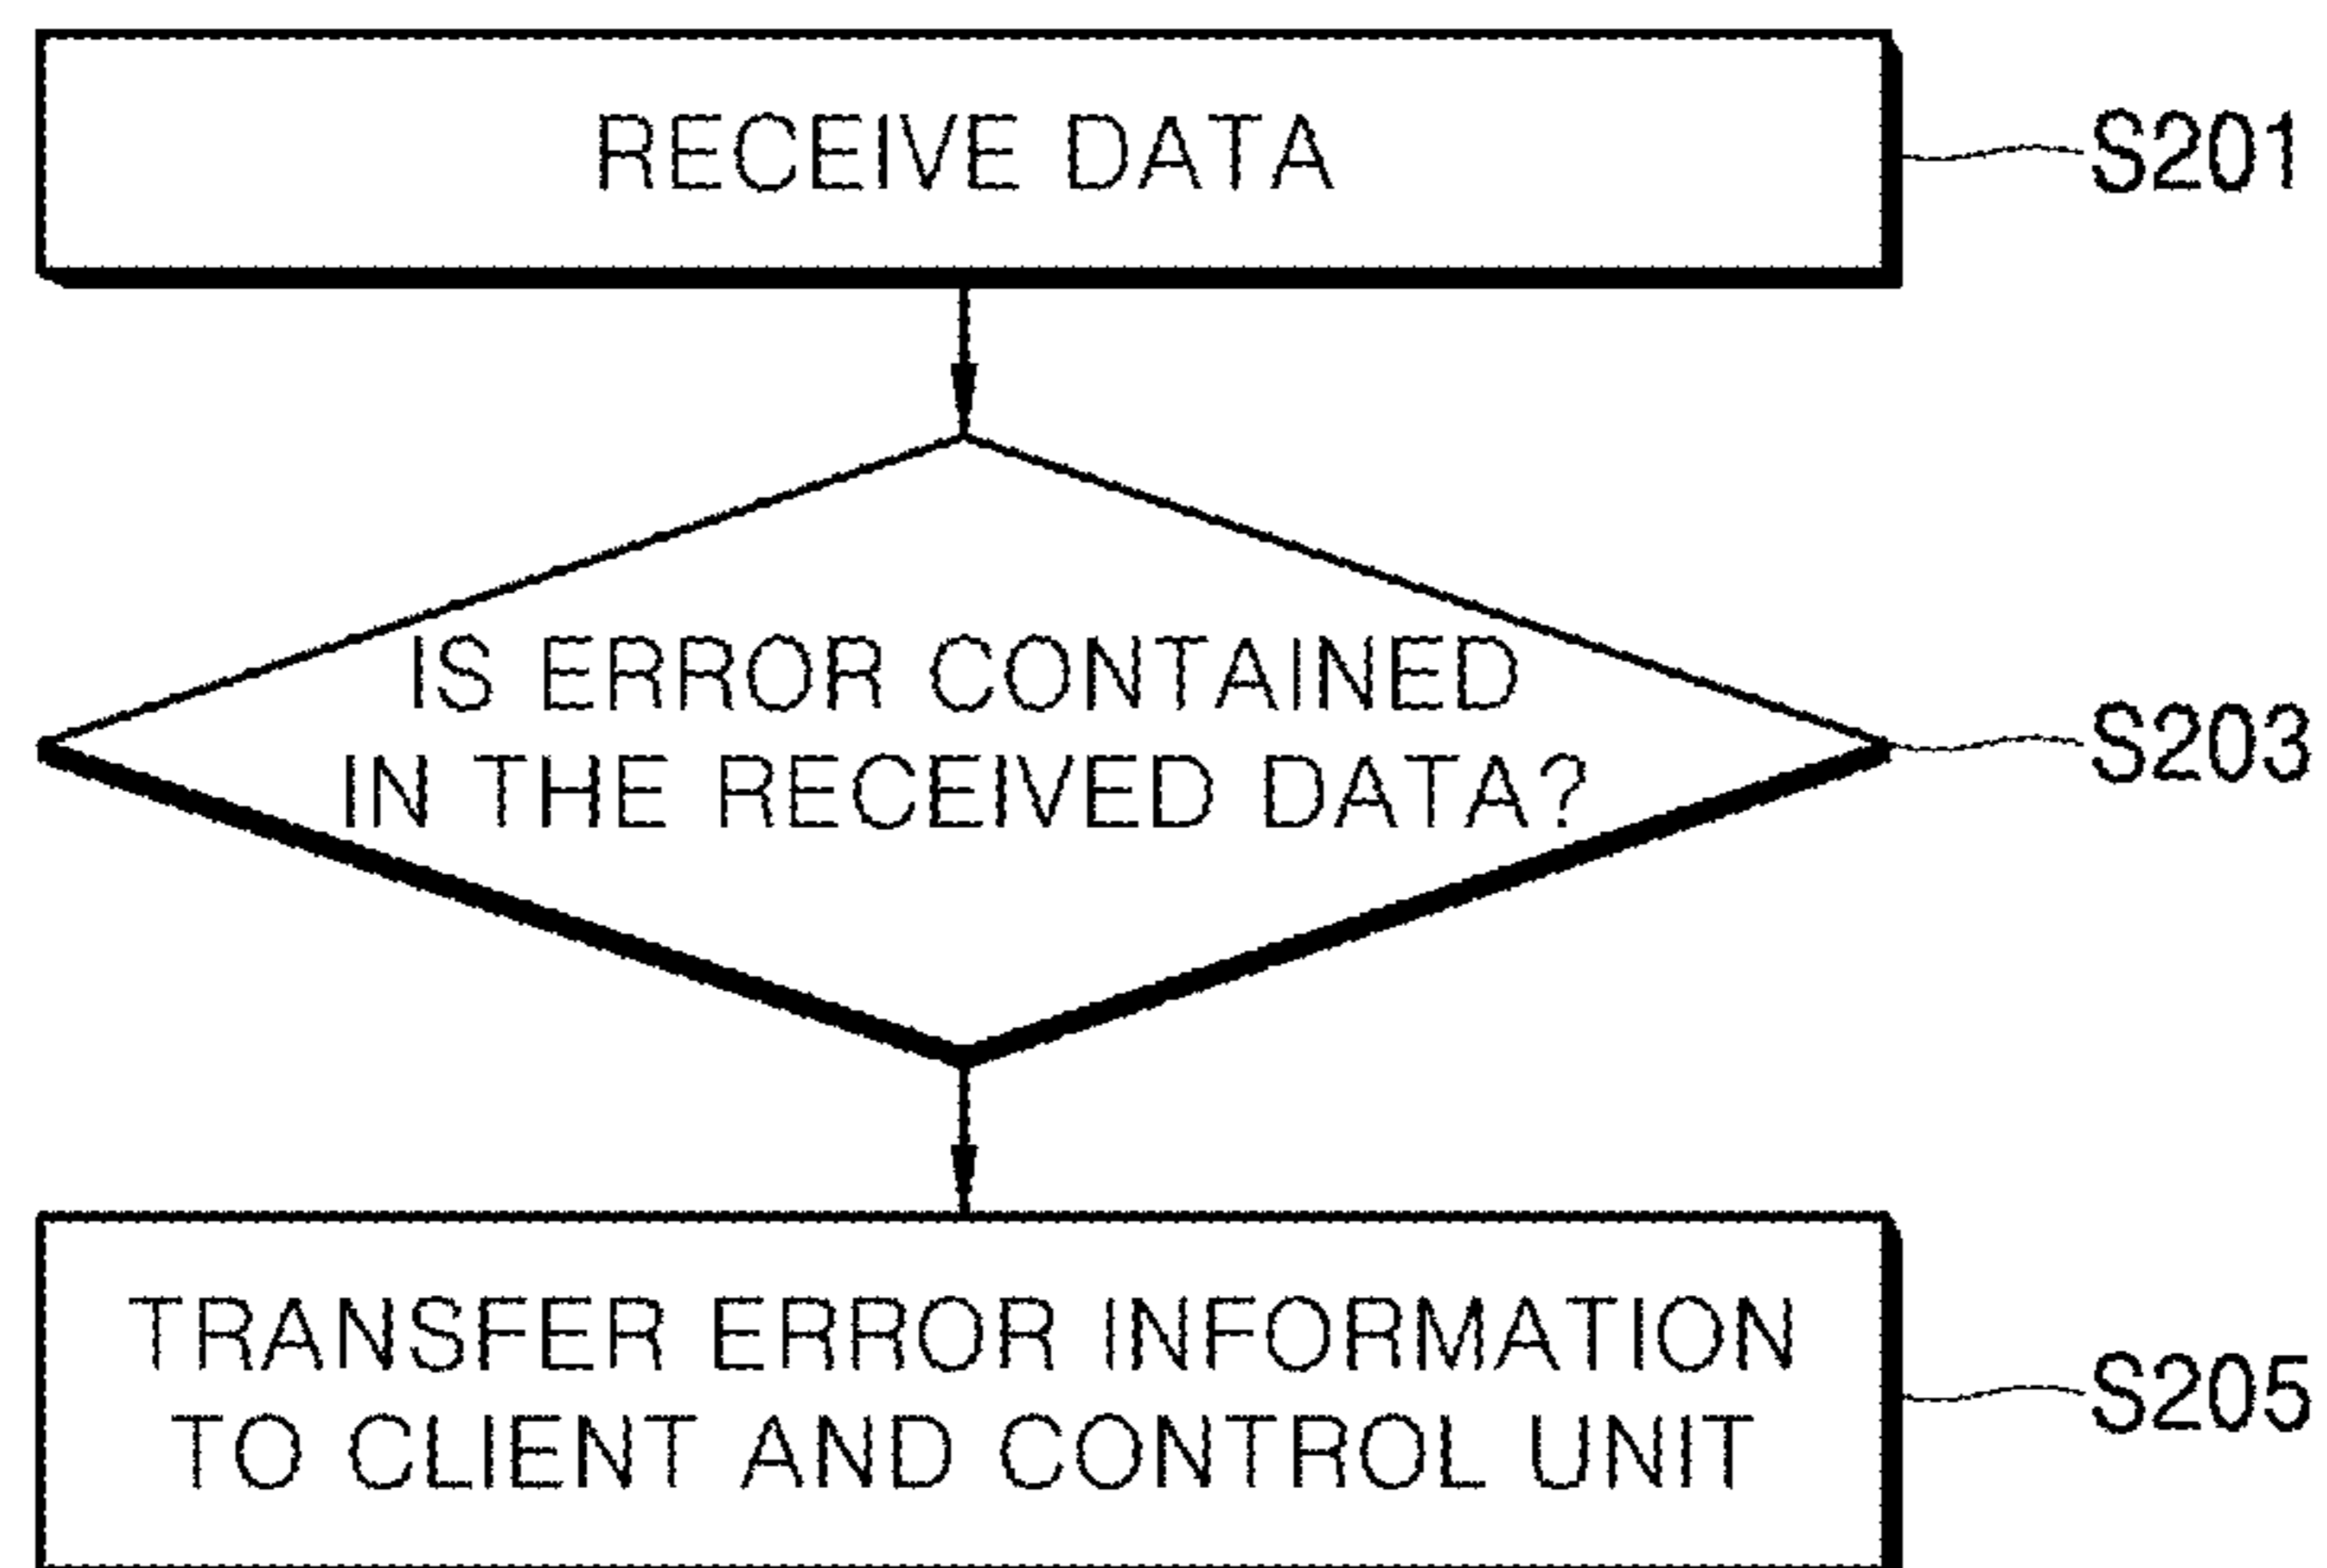 RECEIVE DATA
S201
IS ERROR CONTAINED
IN THE RECEIVED DATA?
S203
TRANSFER ERROR INFORMATION
TO CLIENT AND CONTROL UNIT
S205